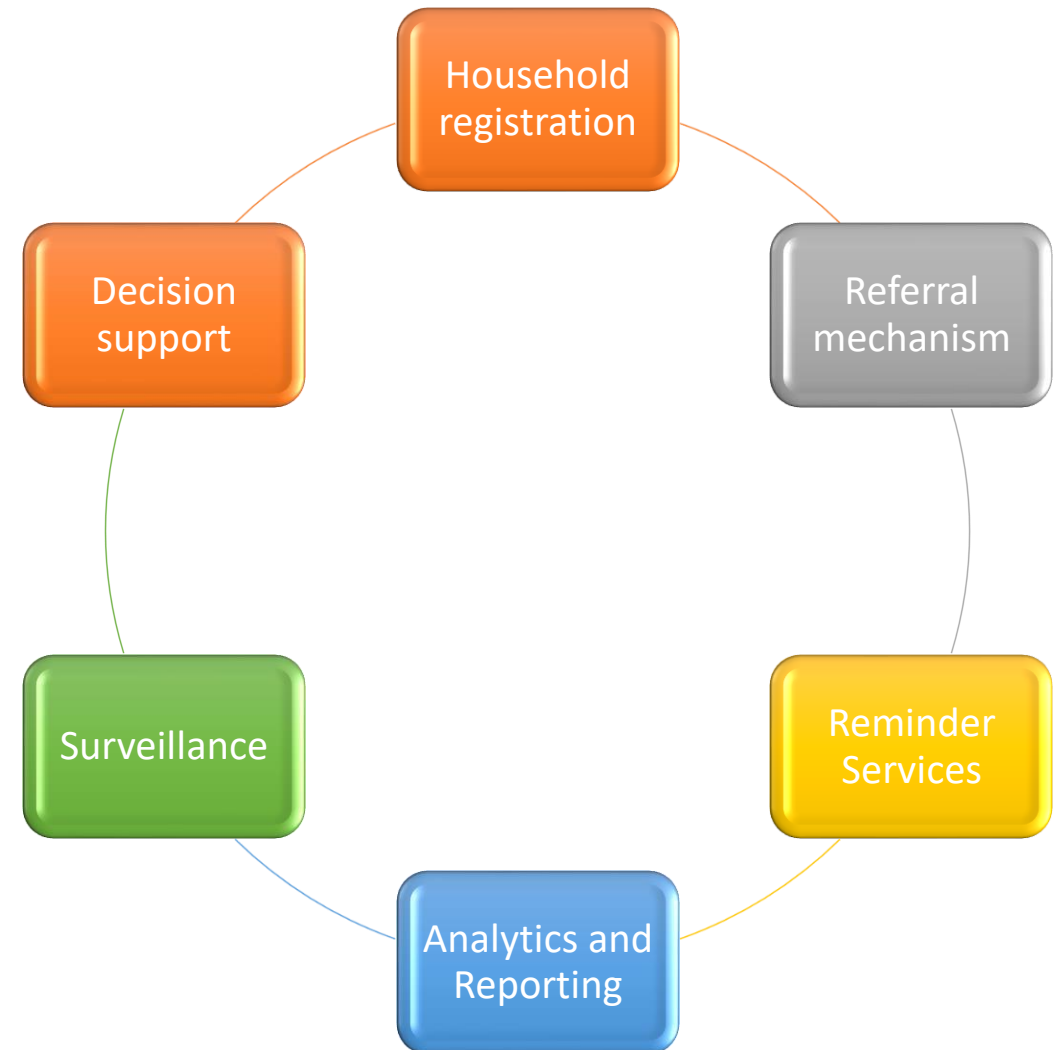 Household
registration
Decision
support
Referral
mechanism
Surveillance
Reminder
Services
Analytics and
Reporting